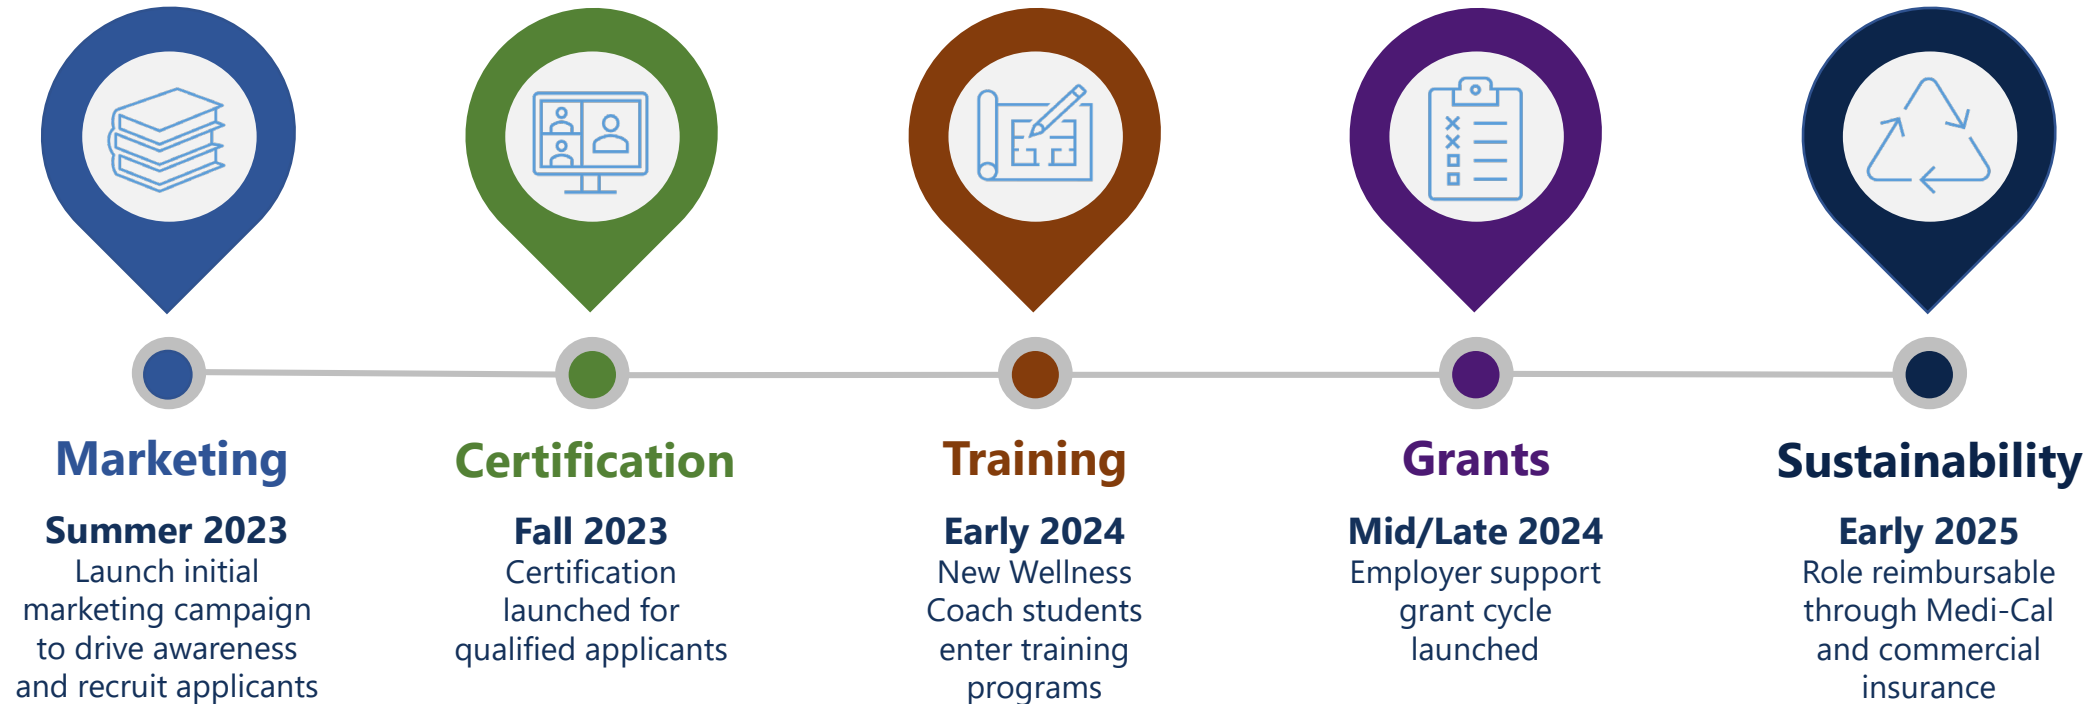 Marketing
Summer 2023
Launch initial
marketing campaign
to drive awareness
and recruit applicants
Certification
Fall 2023
Certification
launched for
qualified applicants
Training
Early 2024
New Wellness
Coach students
enter training
programs
Grants
Mid/Late 2024
Employer support
grant cycle
launched
Sustainability
Early 2025
Role reimbursable
through Medi-Cal
and commercial
insurance